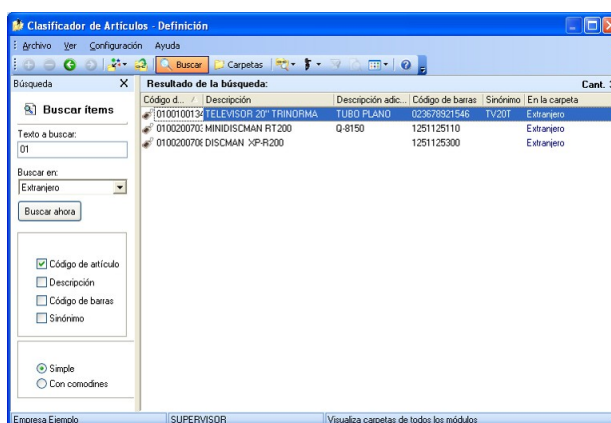 Clasificador de Artículos - Definición
Archivo Ver Configuración Ayuda
Buscar Carpetas
Búsqueda X
Resultado de la búsqueda: Cant. 3
Código d... Descripción Descripción adic... Código de barras Sinónimo En la carpeta
TELEVISOR 20" TRINORMA TUBO PLANO 023678921546 TV20T Extranjero
MINIDISCMAN RT200 Q-8150 1251125110 Extranjero
DISCMAN XP-R200 1251125300 Extranjero
Buscar ítems
Texto a buscar:
01
Buscar en:
Extranjero
Buscar ahora
Código de artículo
Descripción
Código de barras
Sinónimo
Simple
Con comodines
Empresa Ejemplo SUPERVISOR Visualiza carpetas de todos los módulos